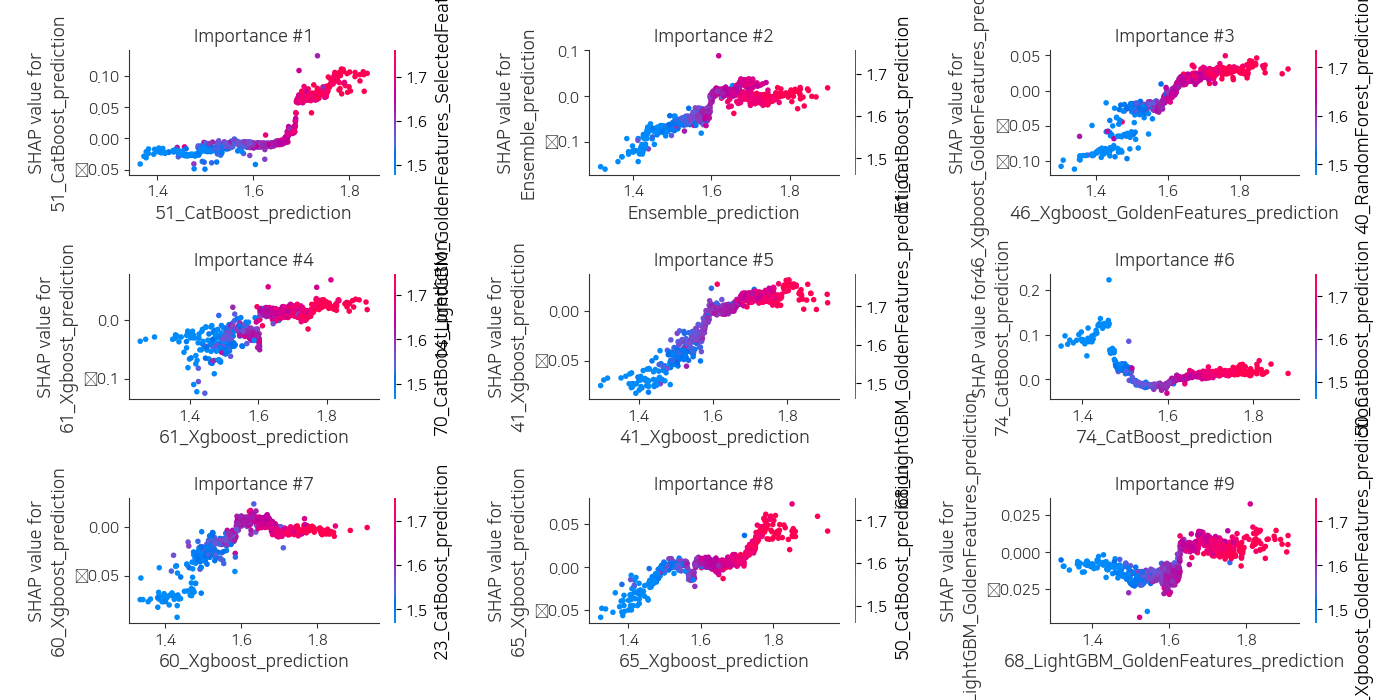 Importance #1
SHAP value for
51_CatBoost_prediction
0.10
0.05
0.00
0.05
1.4
1.6
1.8
51_CatBoost_prediction
1.7
1.6
1.5
Importance #2
SHAP value for
Ensemble_prediction
0.1
0.0
0.1
1.4
1.6
1.8
Ensemble_prediction
1.7
1.6
1.5
Importance #3
SHAP value for
46_Xgboost_GoldenFeatures_prediction
0.05
0.00
0.05
0.10
1.4
1.6
1.8
46_Xgboost_GoldenFeatures_prediction
1.7
1.6
1.5
40_RandomForest_prediction
Importance #4
SHAP value for
61_Xgboost_prediction
0.0
0.1
1.4
1.6
1.8
61_Xgboost_prediction
1.7
1.6
1.5
Importance #5
SHAP value for
41_Xgboost_prediction
0.00
0.05
1.4
1.6
1.8
41_Xgboost_prediction
1.7
1.6
1.5
68_LightGBM_GoldenFeatures_prediction
Importance #6
SHAP value for
74_CatBoost_prediction
0.2
0.1
0.0
1.4
1.6
1.8
74_CatBoost_prediction
1.7
1.6
1.5
Importance #7
SHAP value for
60_Xgboost_prediction
0.00
0.05
1.4
1.6
1.8
60_Xgboost_prediction
1.7
1.6
1.5
23_CatBoost_prediction
Importance #8
SHAP value for
65_Xgboost_prediction
0.05
0.00
0.05
1.4
1.6
1.8
65_Xgboost_prediction
1.7
1.6
1.5
50_CatBoost_prediction
Importance #9
SHAP value for
LightGBM_GoldenFeatures_prediction
0.025
0.000
0.025
1.4
1.6
1.8
68_LightGBM_GoldenFeatures_prediction
1.7
1.6
1.5
Xgboost_GoldenFeatures_prediction